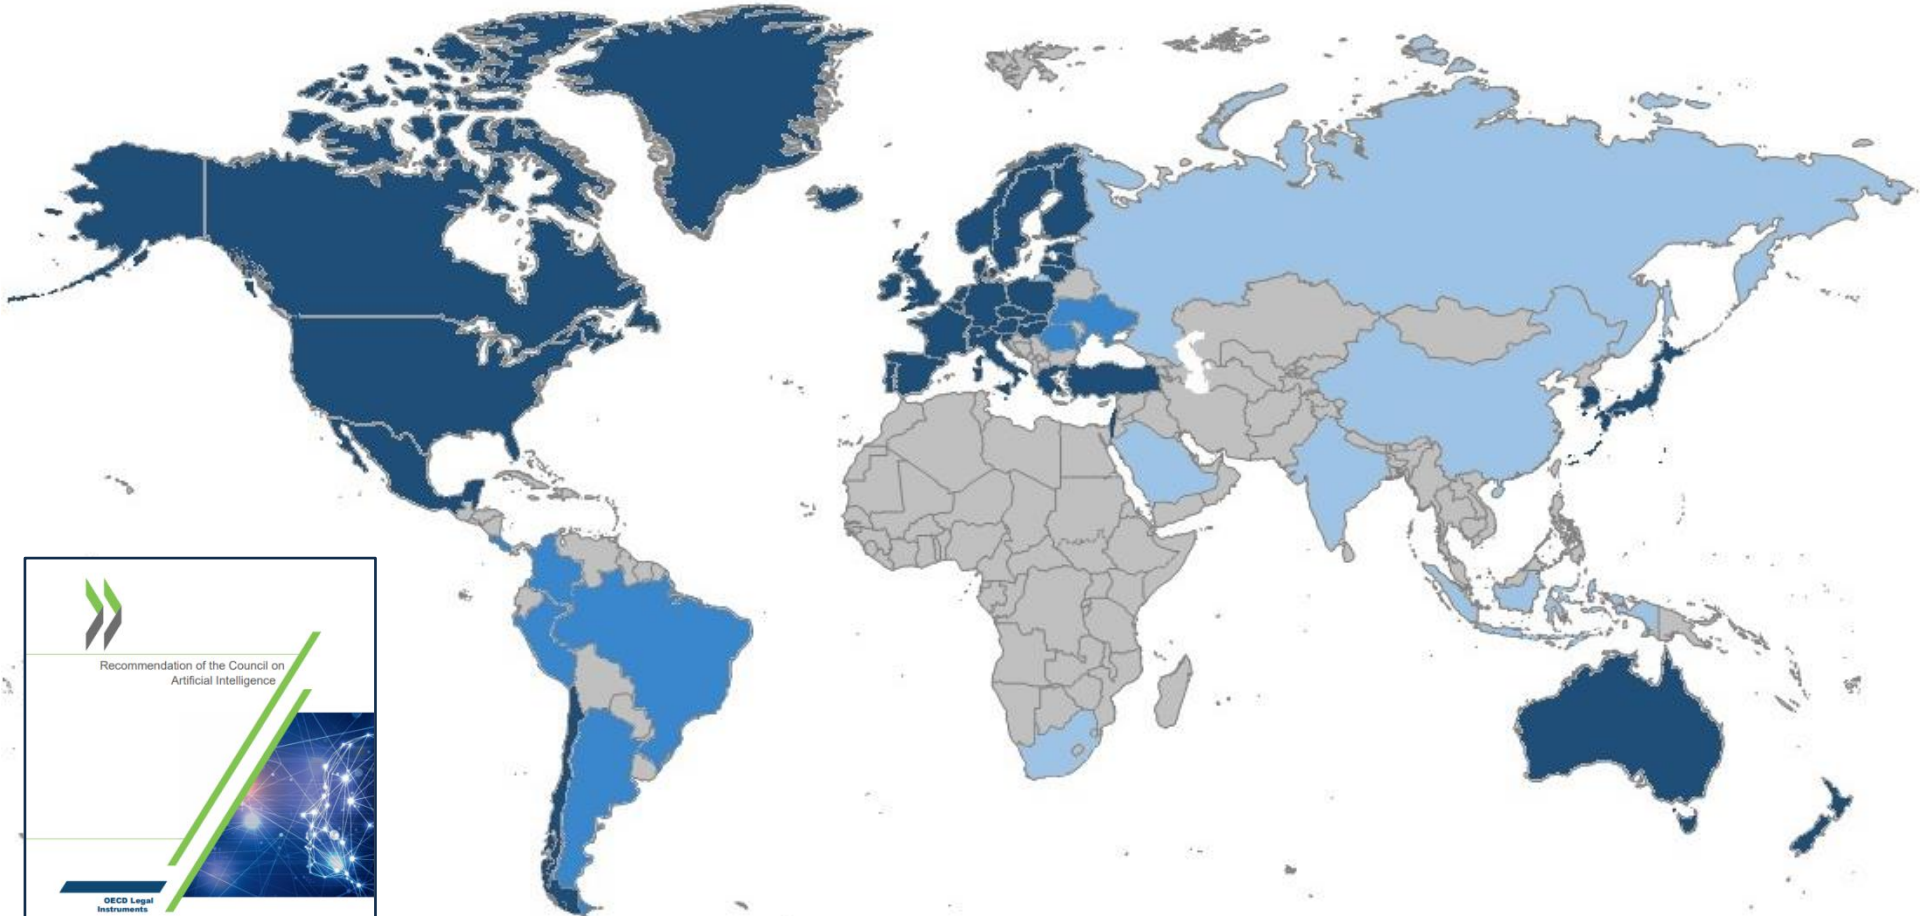 Recommendation of the Council on
Artificial Intelligence
OECD Legal
Instruments